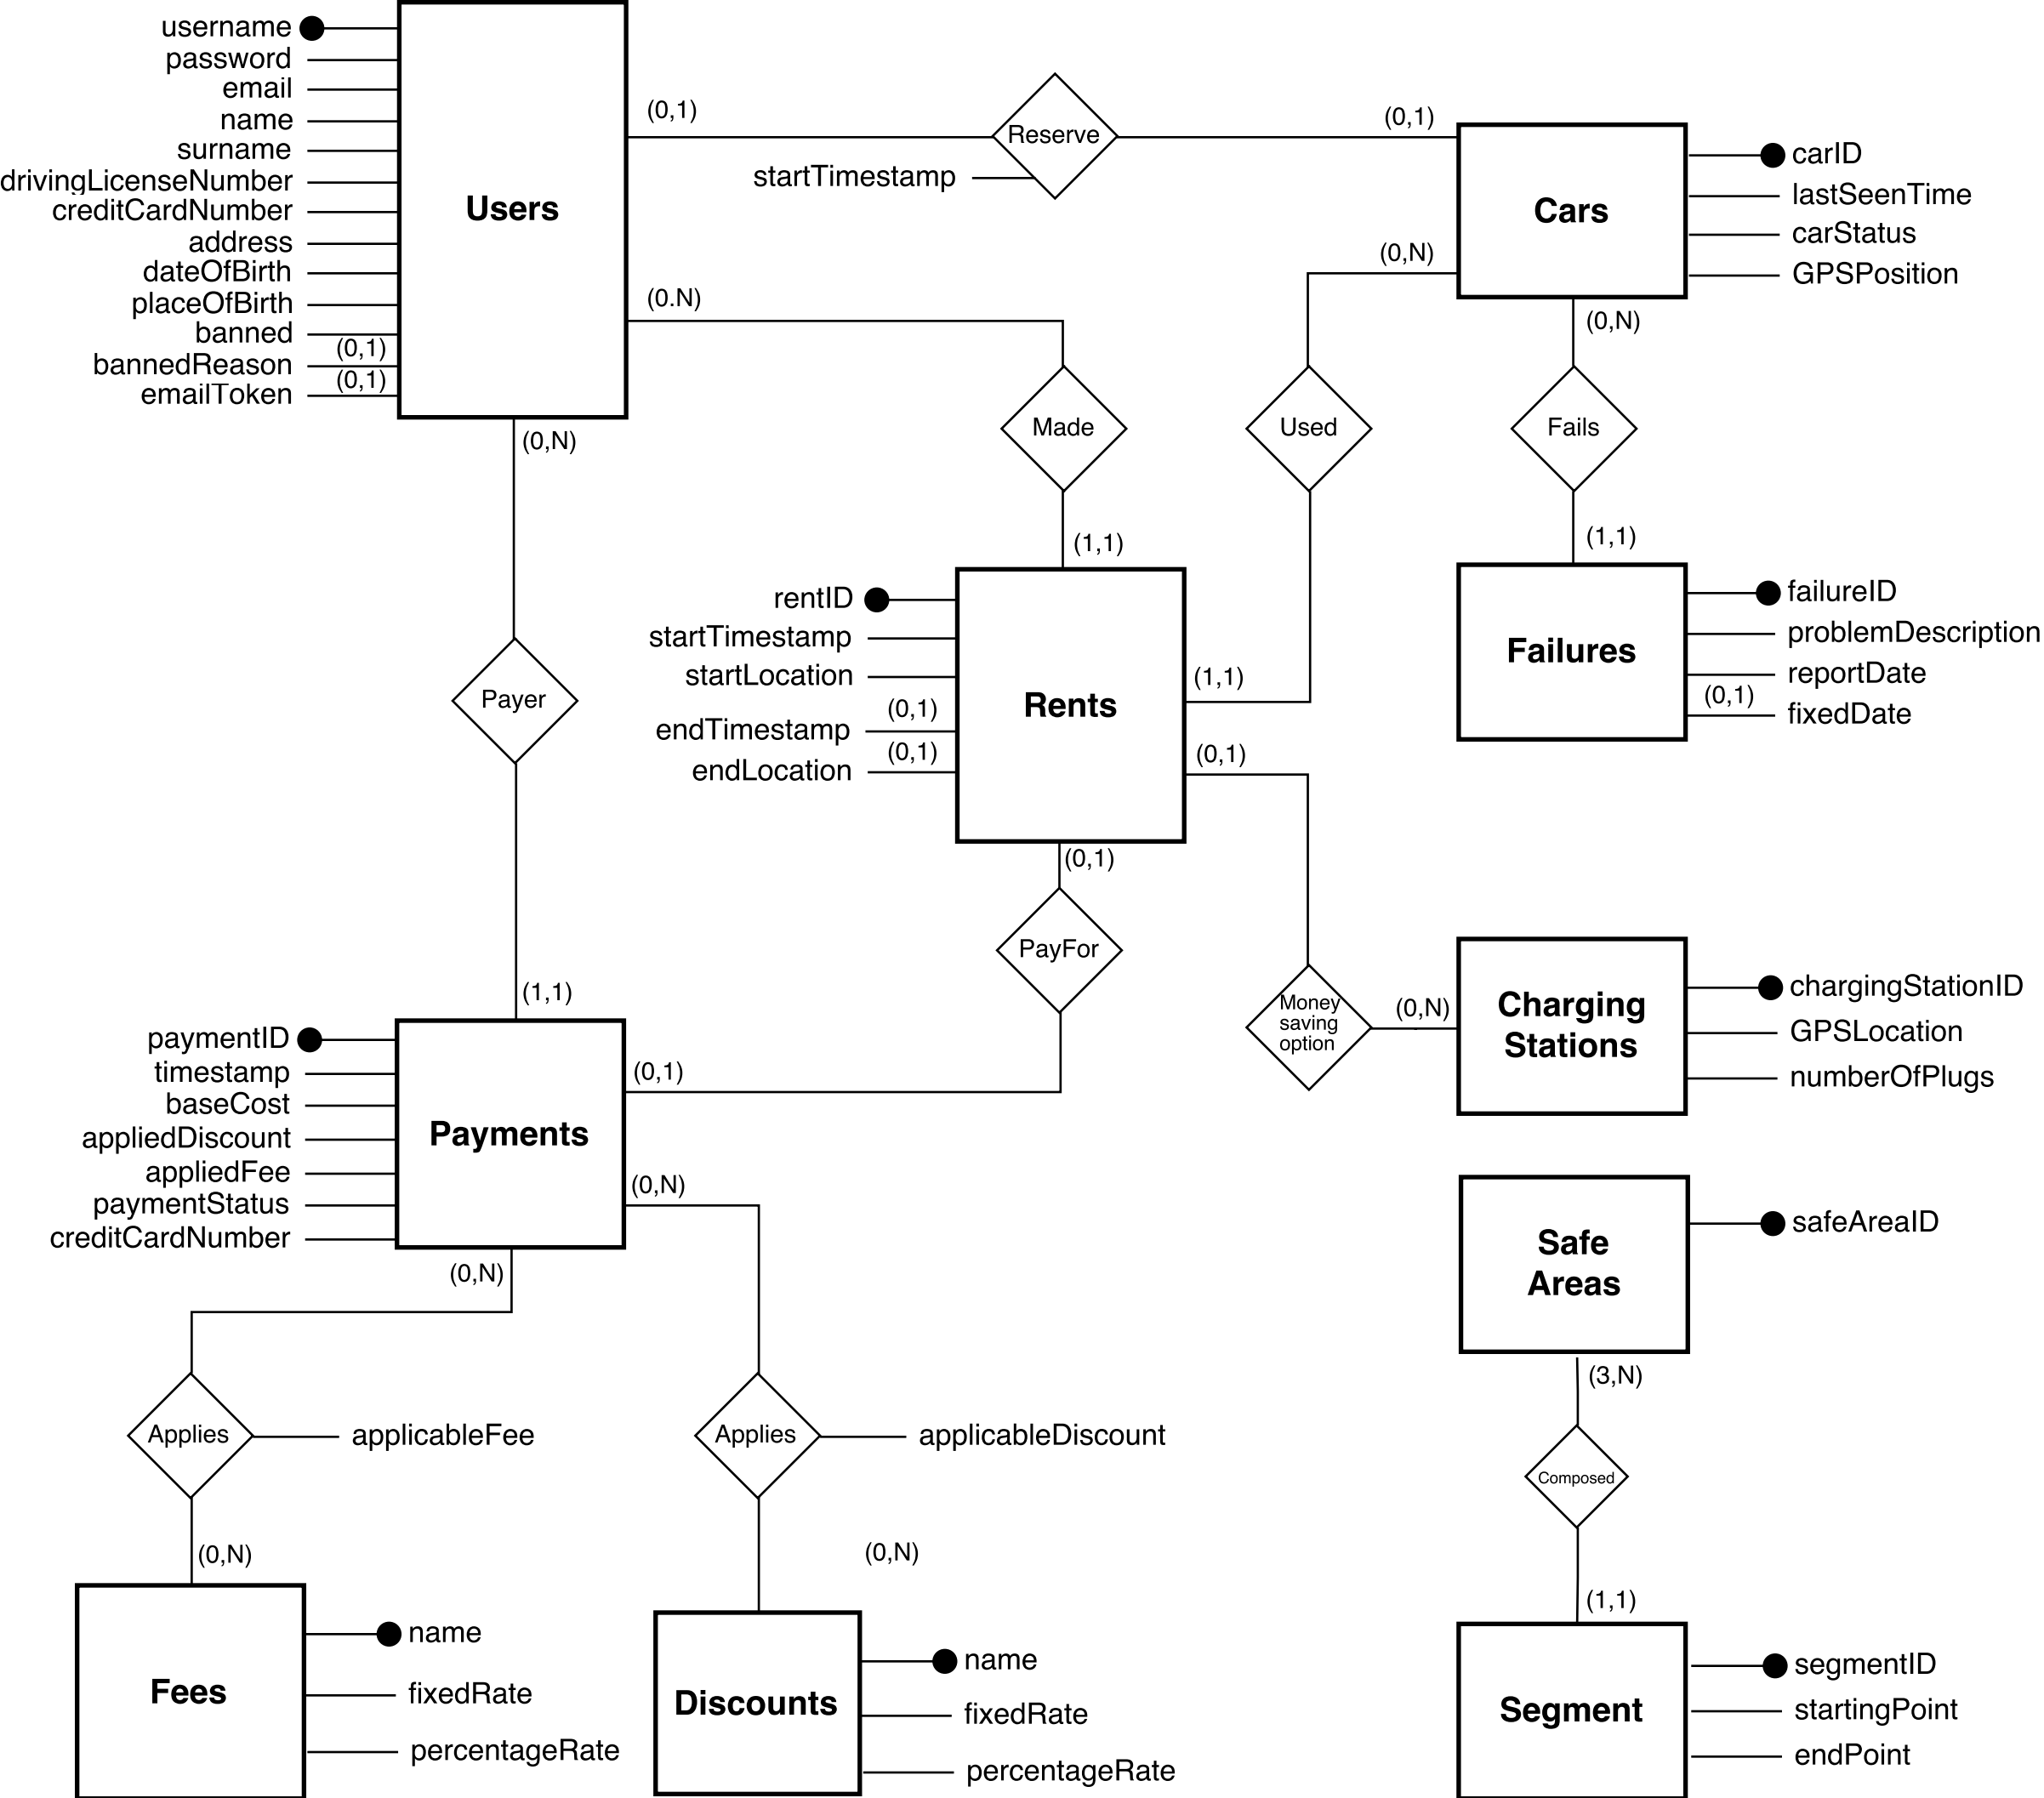 username
password
email
name
surname
drivingLicenseNumber
creditCardNumber
address
dateOfBirth
placeOfBirth
banned
(0,1)
bannedReason
(0,1)
emailToken
Users
(0,1)
Reserve
startTimestamp
(0,1)
Cars
carID
lastSeenTime
carStatus
GPSPosition
(0.N)
(0,N)
(0,N)
(0,N)
Made
Used
Fails
(1,1)
(1,1)
rentID
startTimestamp
startLocation
(0,1)
endTimestamp
(0,1)
endLocation
Rents
(1,1)
(0,1)
Failures
failureID
problemDescription
reportDate
(0,1)
fixedDate
Payer
(0,1)
PayFor
Money
saving
option
(0,N)
Charging
Stations
chargingStationID
GPSLocation
numberOfPlugs
(1,1)
paymentID
timestamp
baseCost
appliedDiscount
appliedFee
paymentStatus
creditCardNumber
Payments
(0,1)
(0,N)
(0,N)
Safe
Areas
safeAreaID
(3,N)
Applies
applicableFee
Applies
applicableDiscount
Composed
(0,N)
(0,N)
(1,1)
Fees
name
fixedRate
percentageRate
Discounts
name
fixedRate
percentageRate
Segment
segmentID
startingPoint
endPoint